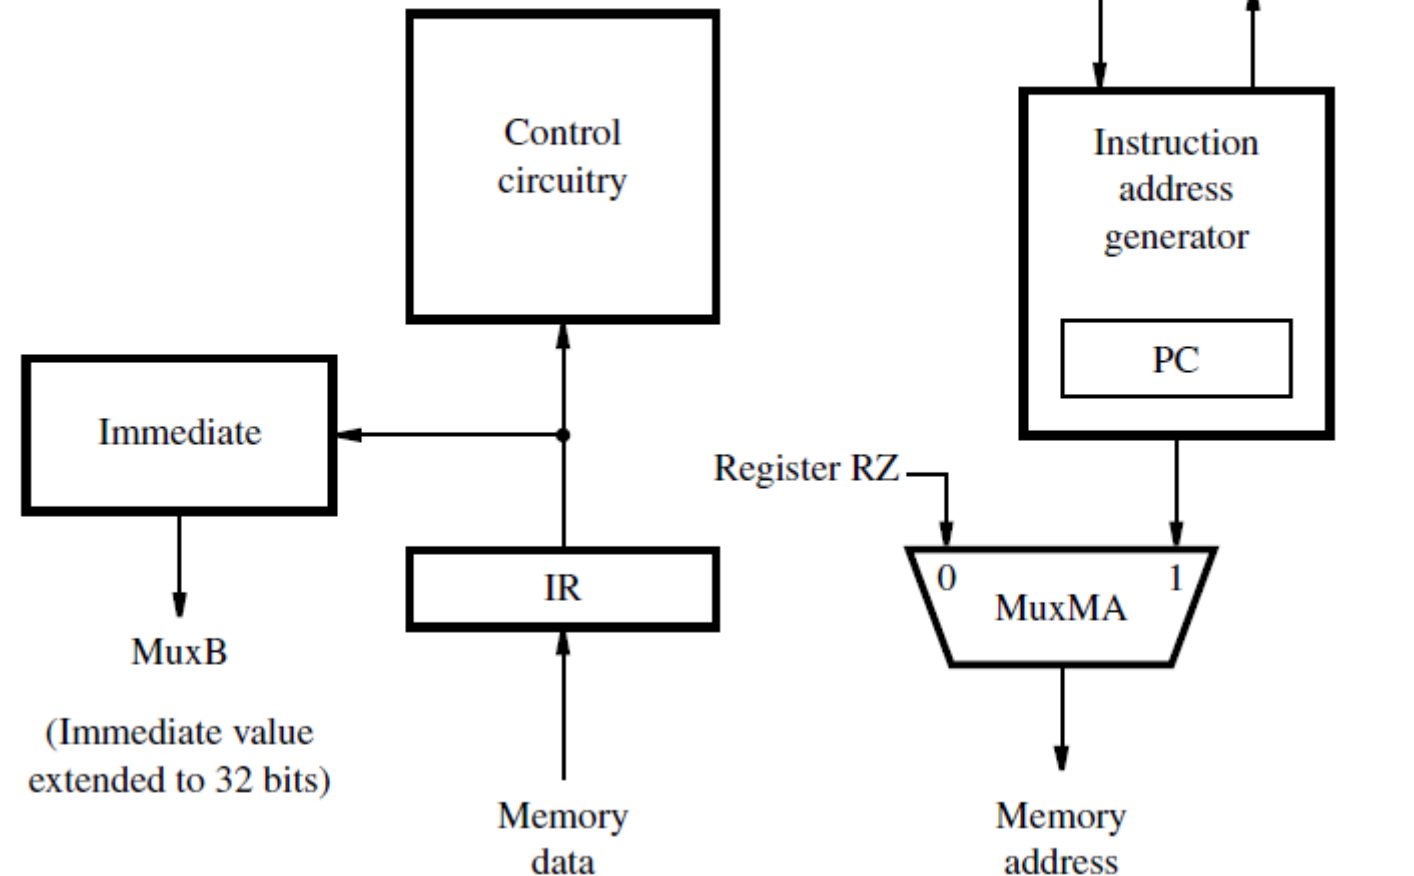 Control
circuitry
Instruction
address
generator
PC
Immediate
Register RZ
IR
0
1
MuxMA
MuxB
(Immediate value
extended to 32 bits)
Memory
data
Memory
address